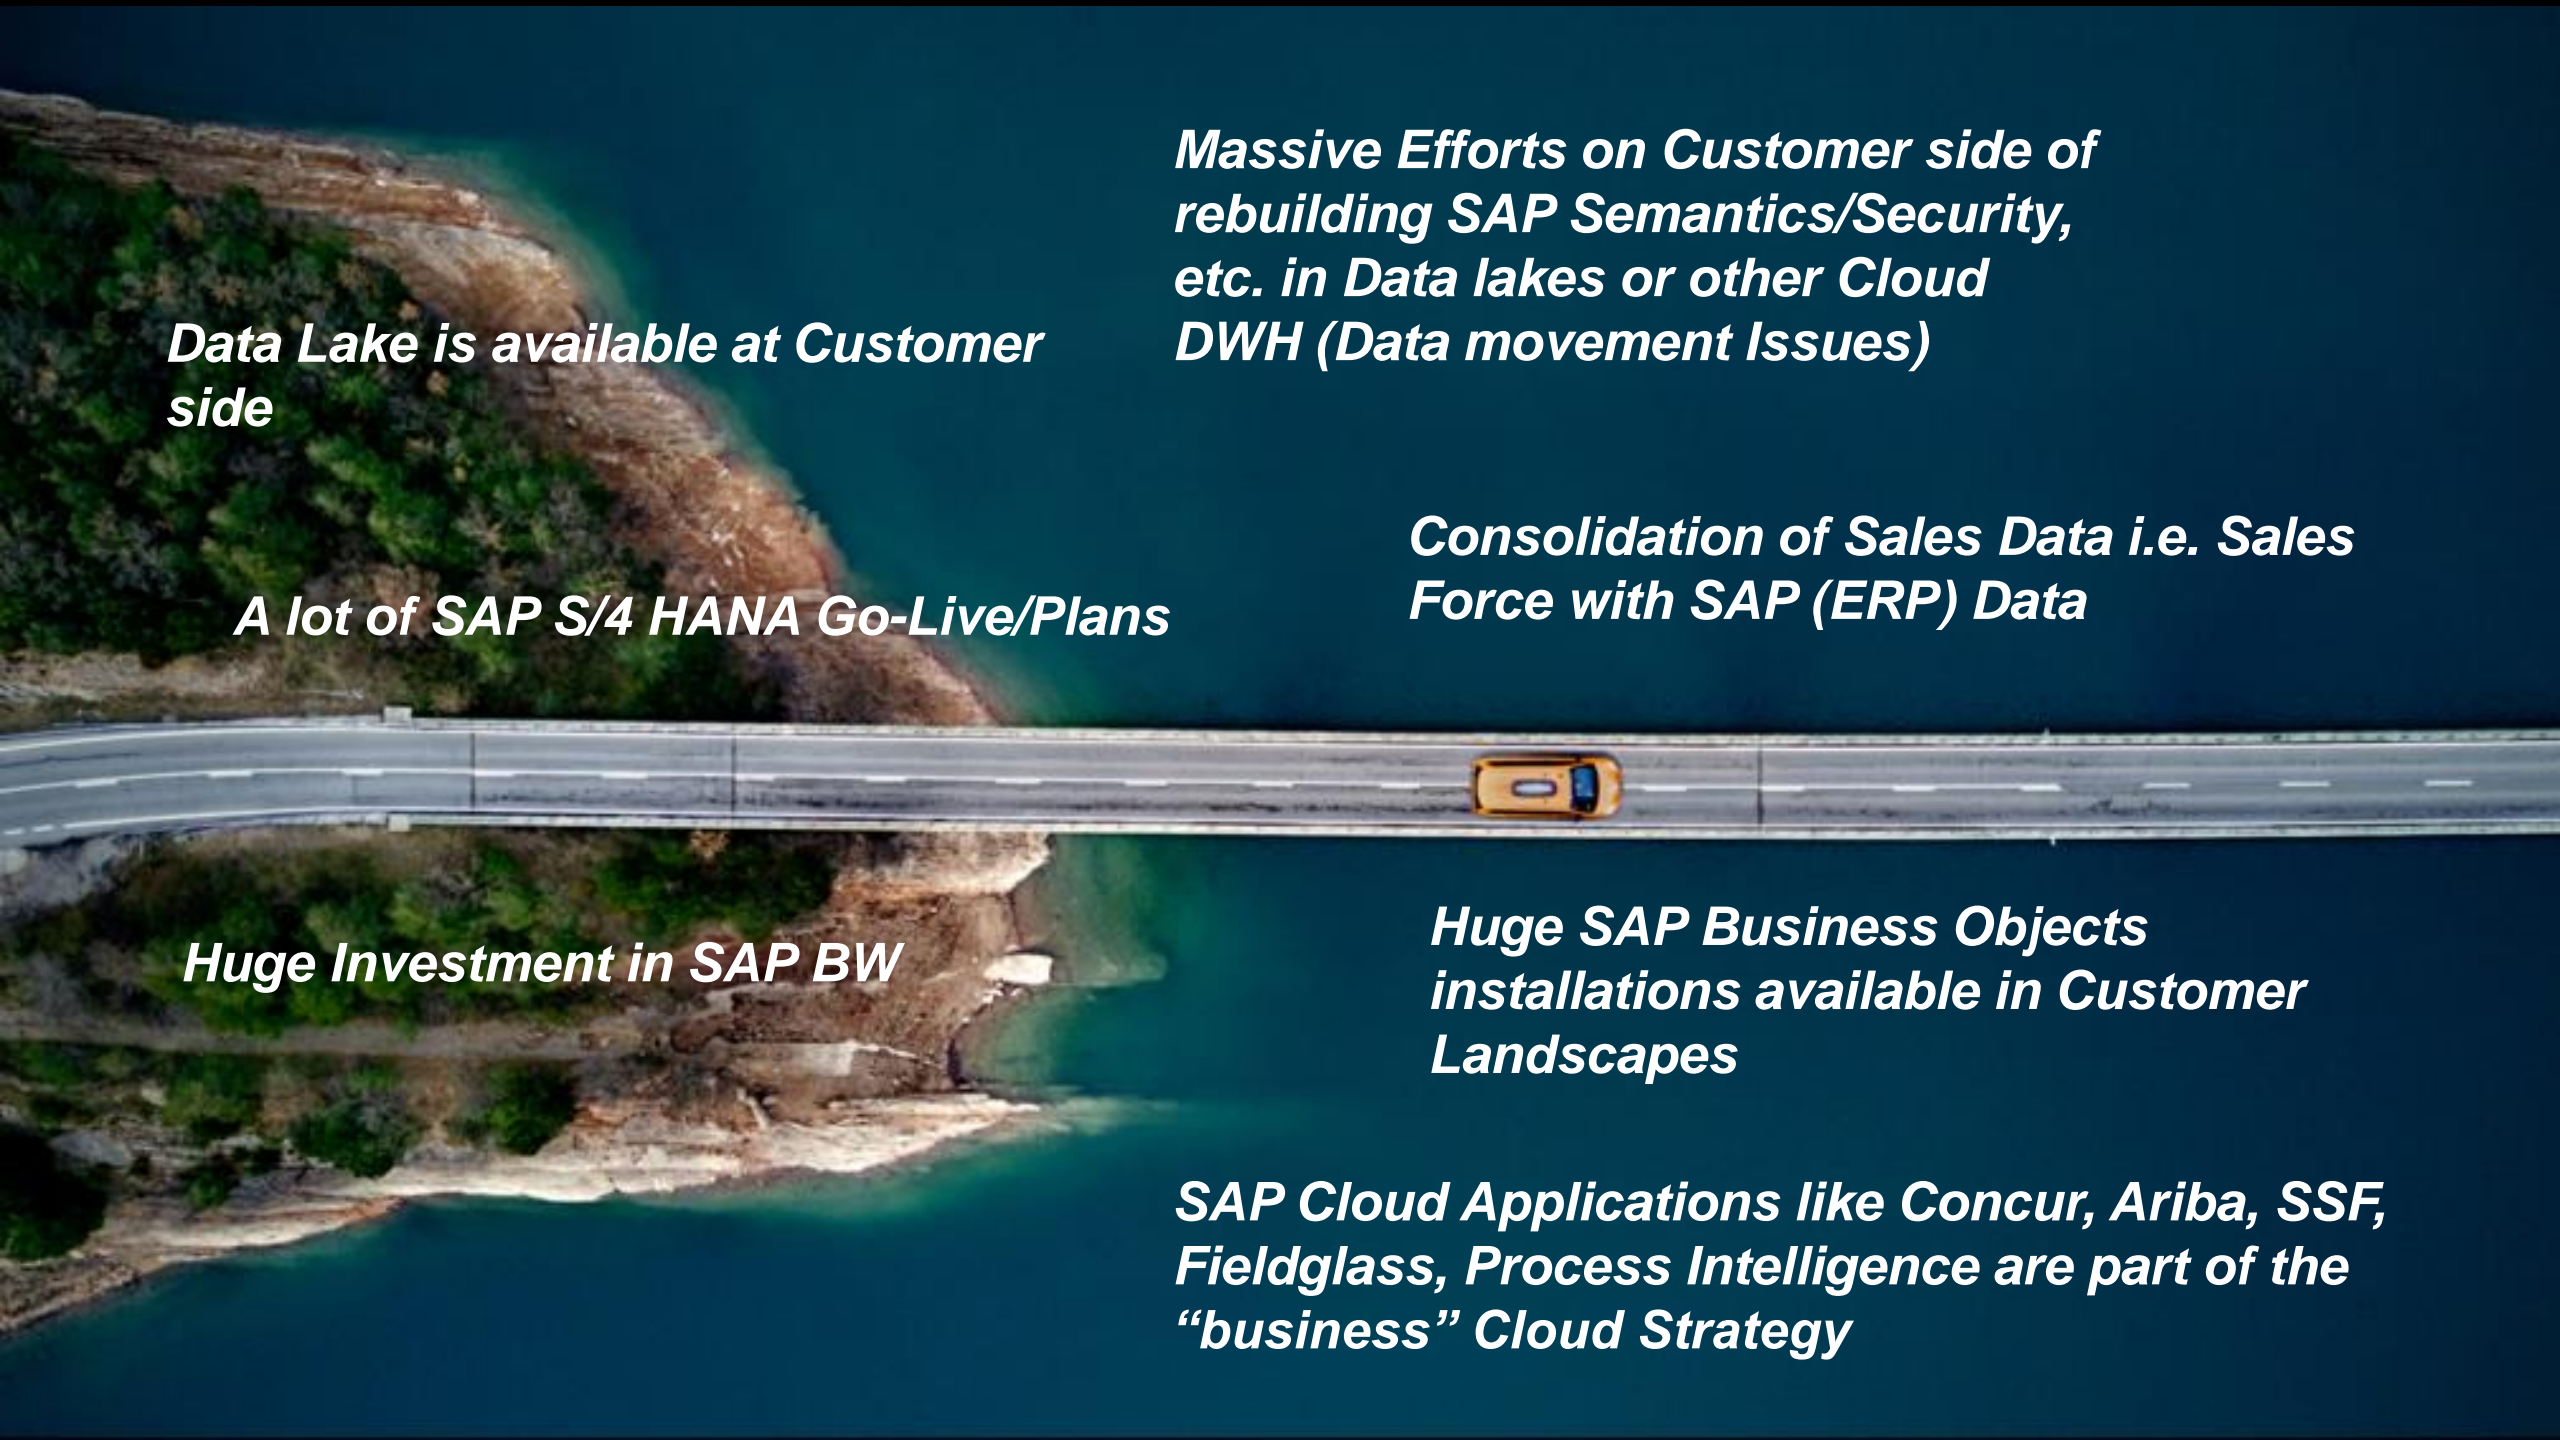 Massive Efforts on Customer side of
rebuilding SAP Semantics/Security,
etc. in Data lakes or other Cloud
DWH (Data movement Issues)
Data Lake is available at Customer
side
Consolidation of Sales Data i.e. Sales
Force with SAP (ERP) Data
A lot of SAP S/4 HANA Go-Live/Plans
Huge SAP Business Objects
installations available in Customer
Landscapes
Huge Investment in SAP BW
SAP Cloud Applications like Concur, Ariba, SSF,
Fieldglass, Process Intelligence are part of the
“business” Cloud Strategy